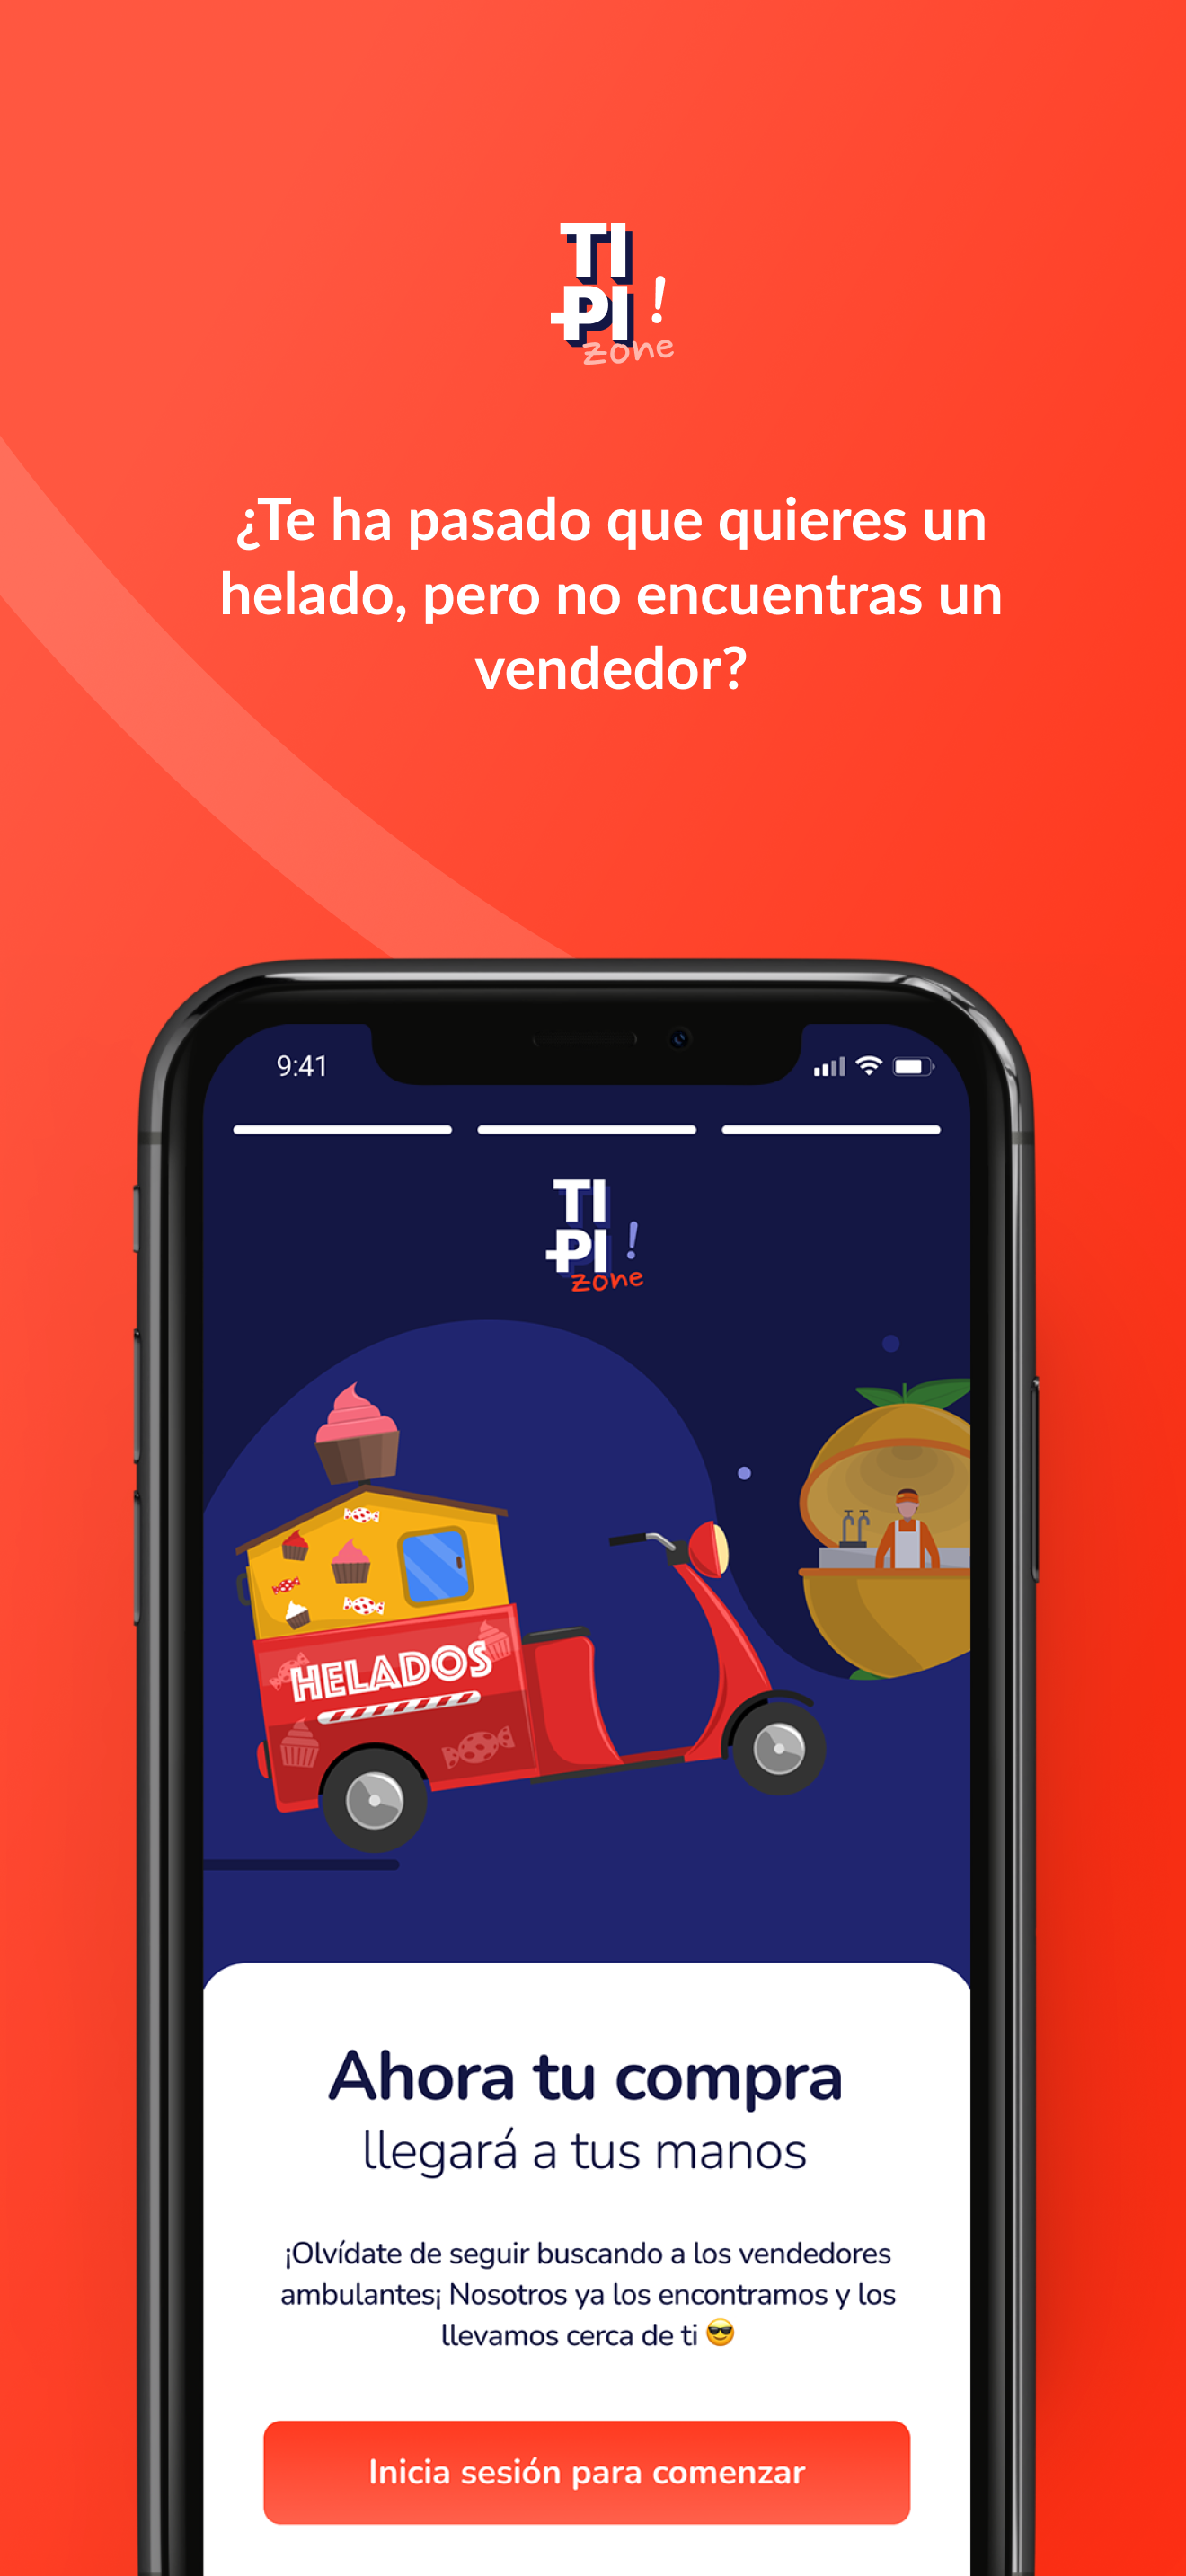 TI
PI !
zone
¿Te ha pasado que quieres un
helado, pero no encuentras un
vendedor?
9:41
TI
PI !
zone
HELADOS
Ahora tu compra
llegará a tus manos
¡Olvídate de seguir buscando a los vendedores
ambulantes¡ Nosotros ya los encontramos y los
llevamos cerca de ti 😎
Inicia sesión para comenzar